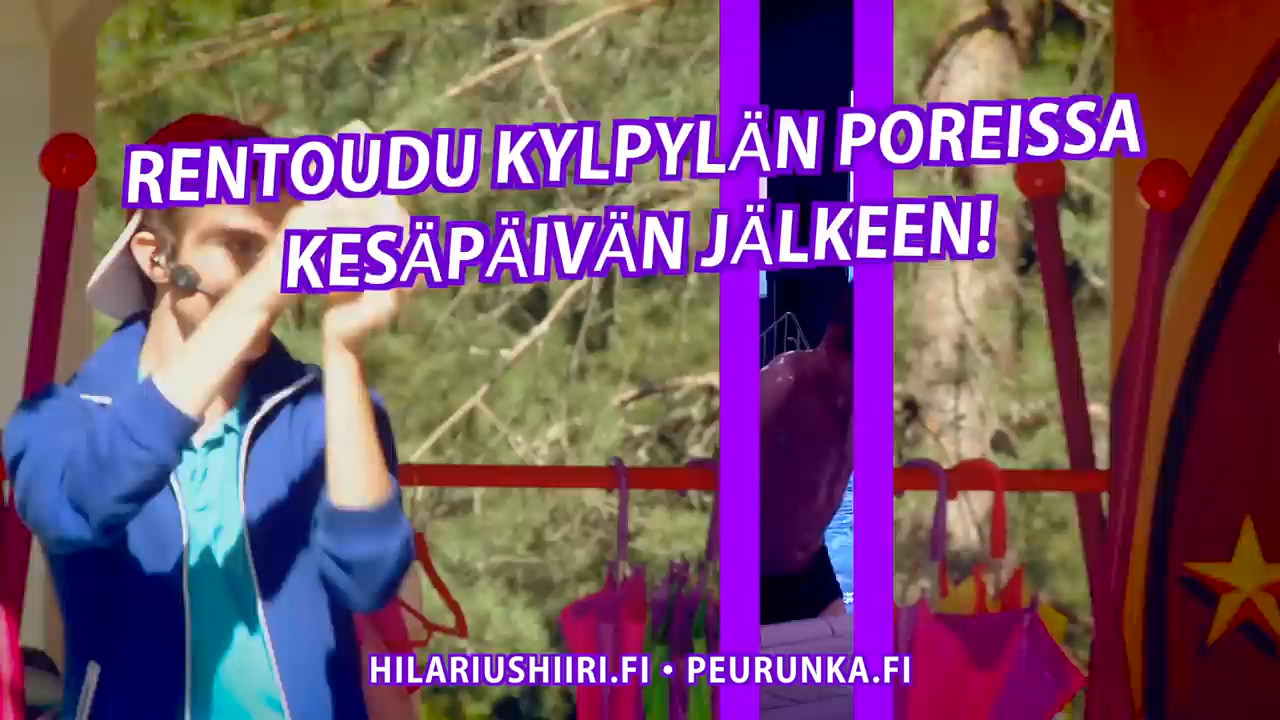 RENTOUDU KYLPYLÄN POREISSA
KESÄPÄIVÄN JÄLKEEN!
HILARIUSHIIRI.FI • PEURUNKA.FI